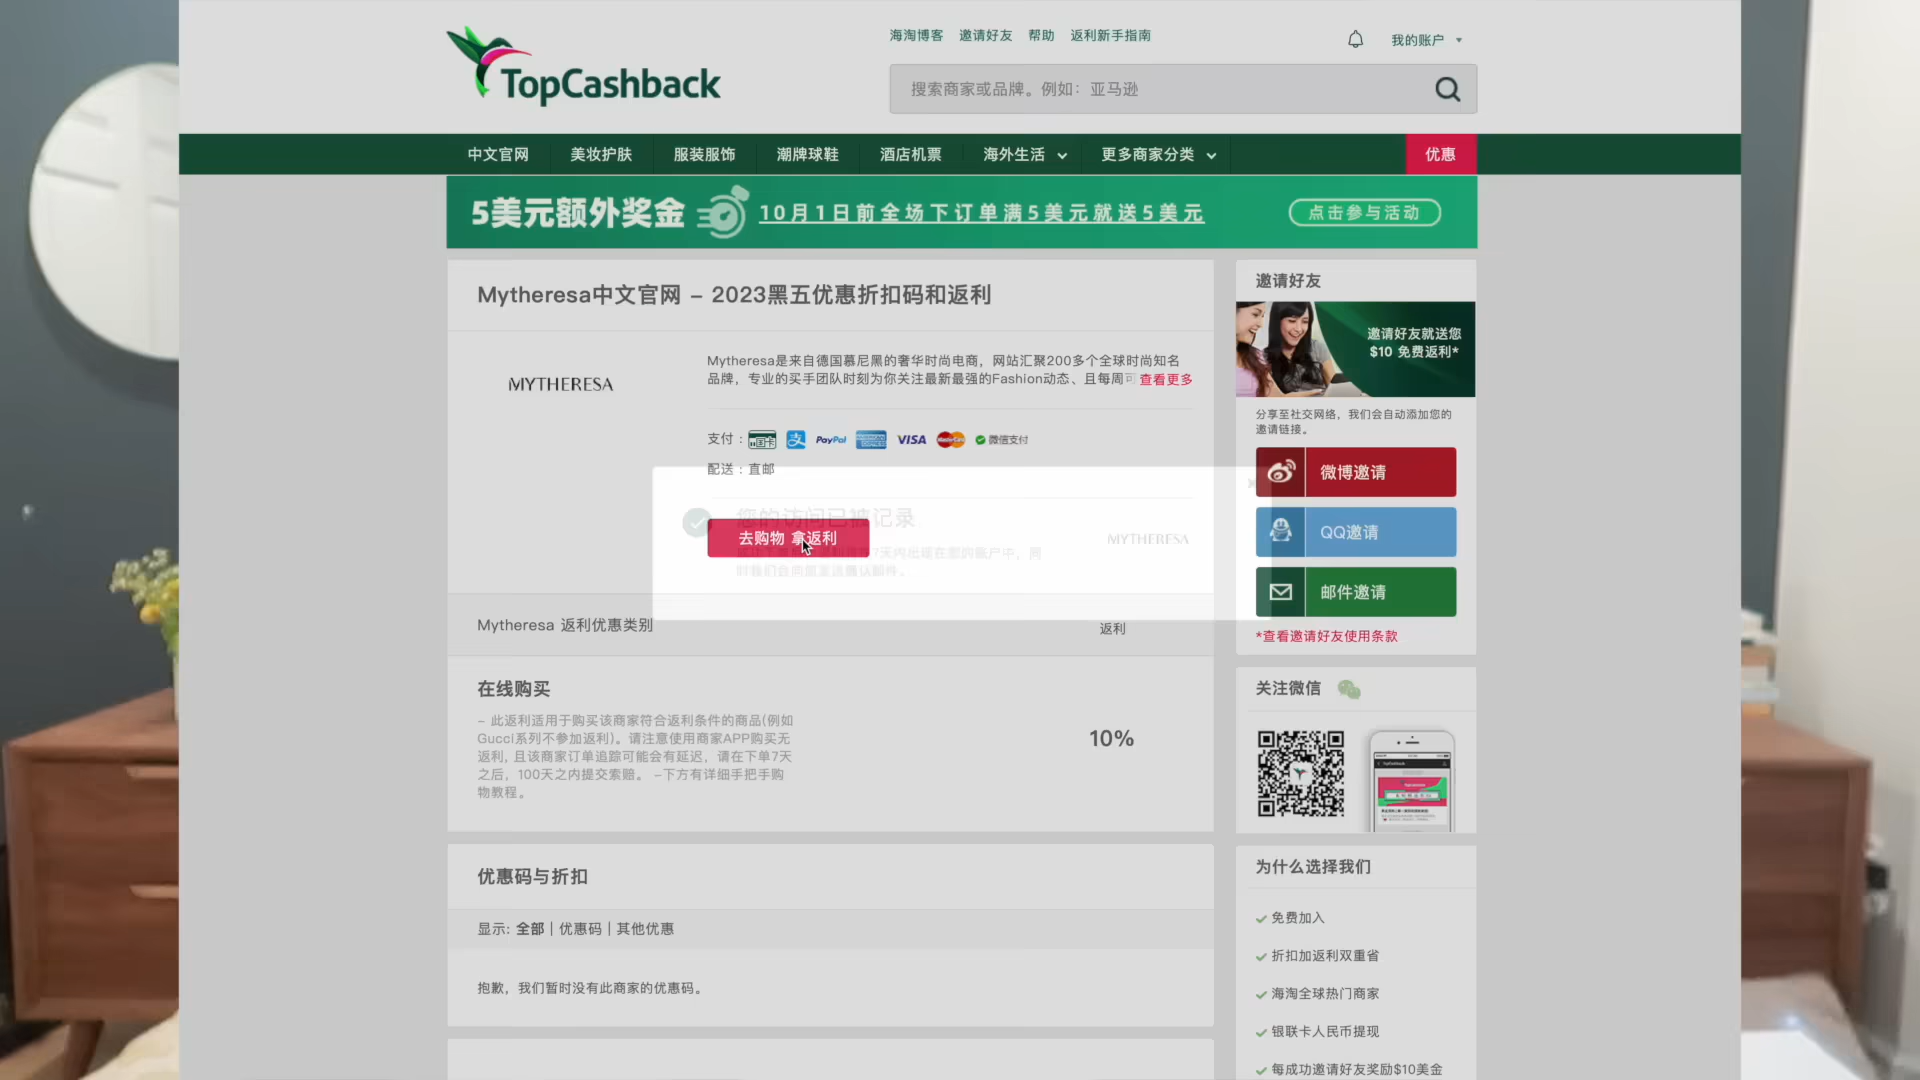 TopCashback
海淘博客 邀请好友 帮助 返利新手指南
我的账户
搜索商家或品牌。例如：亚马逊
中文官网 美妆护肤 服装服饰 潮牌球鞋 酒店机票 海外生活 更多商家分类 优惠
5美元额外奖金 10月1日前全场下订单满5美元就送5美元 点击参与活动
Mytheresa中文官网 – 2023黑五优惠折扣码和返利
MYTHERESA
Mytheresa是来自德国慕尼黑的奢华时尚电商，网站汇聚200多个全球时尚知名
品牌，专业的买手团队时刻为你关注最新最强的Fashion动态、且每周可 查看更多
支付： PayPal VISA MasterCard 微信支付
配送：直邮
您的访问已被记录
去购物 拿返利
MYTHERESA
Mytheresa 返利优惠类别
返利
在线购买
– 此返利适用于购买该商家符合返利条件的商品(例如
Gucci系列不参加返利)。请注意使用商家APP购买无
返利, 且该商家订单追踪可能会有延迟，请在下单7天
之后，100天之内提交索赔。 –下方有详细手把手购
物教程。
10%
优惠码与折扣
显示: 全部 | 优惠码 | 其他优惠
抱歉，我们暂时没有此商家的优惠码。
邀请好友
邀请好友就送您
$10 免费返利*
分享至社交网络，我们会自动添加您的
邀请链接。
微博邀请
QQ邀请
邮件邀请
*查看邀请好友使用条款
关注微信
为什么选择我们
免费加入
折扣加返利双重省
海淘全球热门商家
银联卡人民币提现
每成功邀请好友奖励$10美金